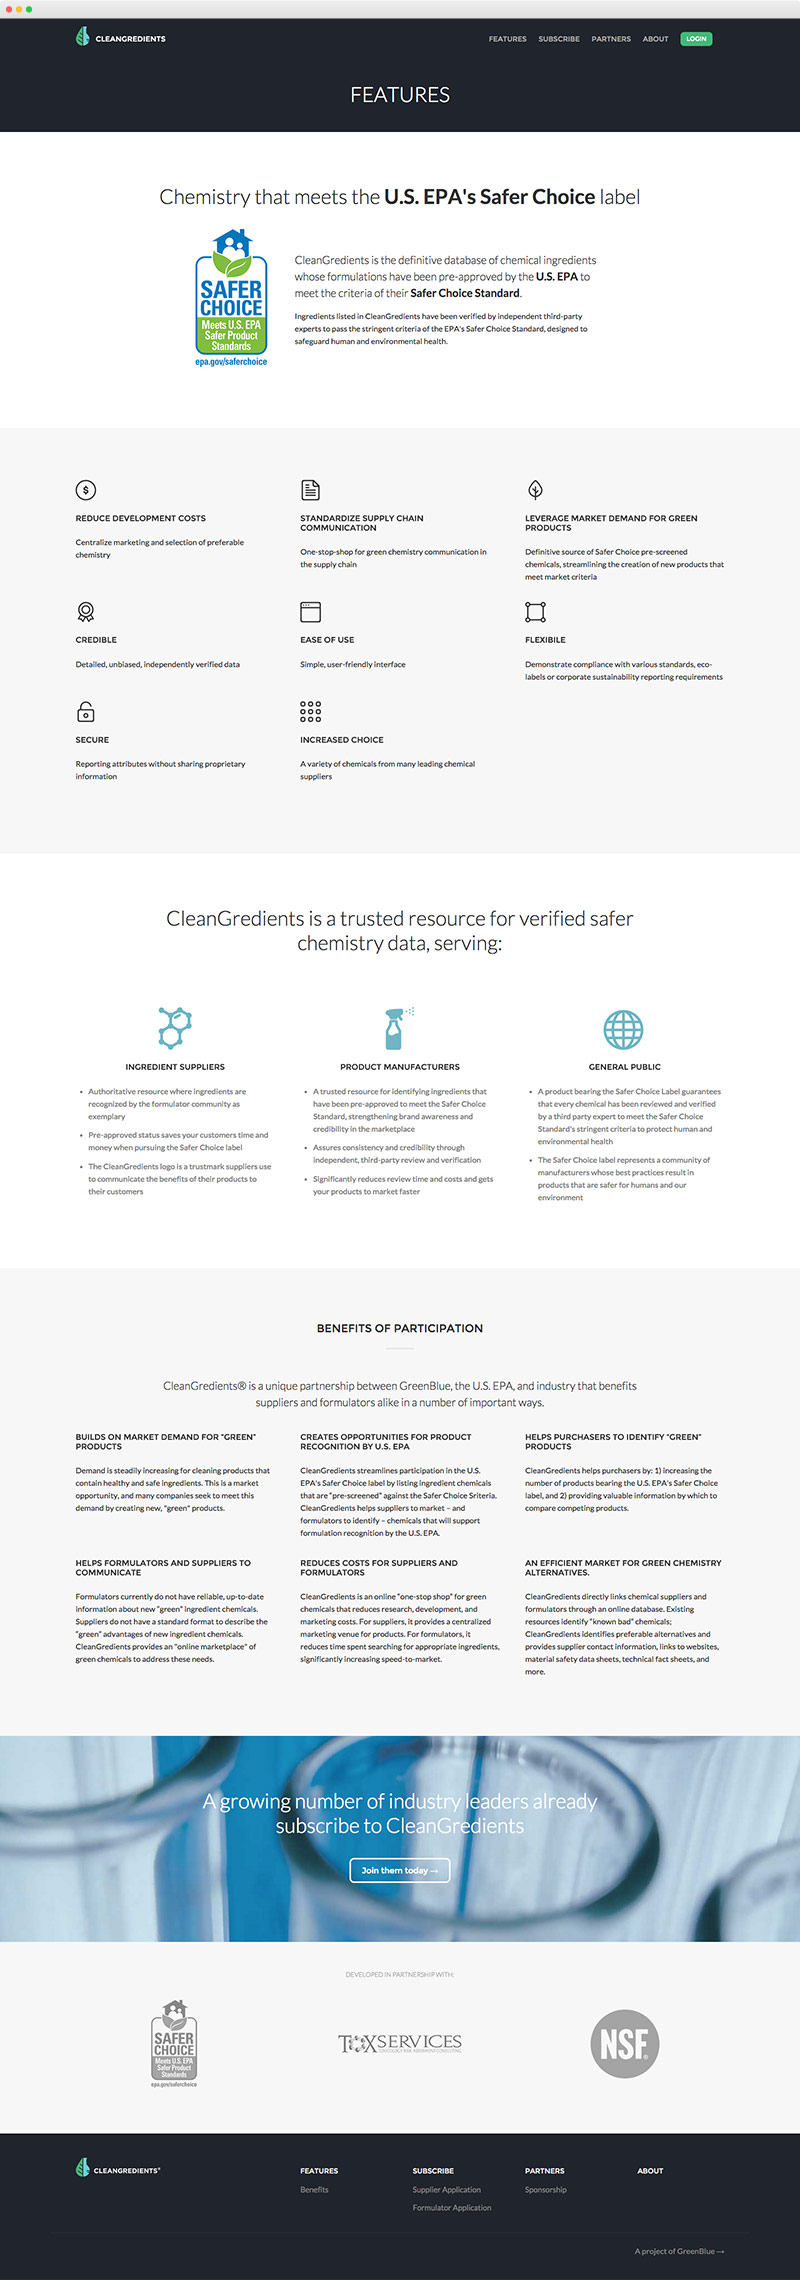 CLEANGREDIENTS
FEATURES SUBSCRIBE PARTNERS ABOUT LOGIN
FEATURES
Chemistry that meets the U.S. EPA's Safer Choice label
SAFER
CHOICE
Meets U.S. EPA
Safer Product
Standards
epa.gov/saferchoice
CleanGredients is the definitive database of chemical ingredients
whose formulations have been pre-approved by the U.S. EPA to
meet the criteria of their Safer Choice Standard.
Ingredients listed in CleanGredients have been verified by independent third-party
experts to pass the stringent criteria of the EPA's Safer Choice Standard, designed to
safeguard human and environmental health.
$
REDUCE DEVELOPMENT COSTS
Centralize marketing and selection of preferable
chemistry
STANDARDIZE SUPPLY CHAIN
COMMUNICATION
One-stop-shop for green chemistry communication in
the supply chain
LEVERAGE MARKET DEMAND FOR GREEN
PRODUCTS
Definitive source of Safer Choice pre-screened
chemicals, streamlining the creation of new products that
meet market criteria
CREDIBLE
Detailed, unbiased, independently verified data
EASE OF USE
Simple, user-friendly interface
FLEXIBILE
Demonstrate compliance with various standards, eco-
labels or corporate sustainability reporting requirements
SECURE
Reporting attributes without sharing proprietary
information
INCREASED CHOICE
A variety of chemicals from many leading chemical
suppliers
CleanGredients is a trusted resource for verified safer
chemistry data, serving:
INGREDIENT SUPPLIERS
• Authoritative resource where ingredients are
recognized by the formulator community as
exemplary
• Pre-approved status saves your customers time and
money when pursuing the Safer Choice label
• The CleanGredients logo is a trustmark suppliers use
to communicate the benefits of their products to
their customers
PRODUCT MANUFACTURERS
• A trusted resource for identifying ingredients that
have been pre-approved to meet the Safer Choice
Standard, strengthening brand awareness and
credibility in the marketplace
• Assures consistency and credibility through
independent, third-party review and verification
• Significantly reduces review time and costs and gets
your products to market faster
GENERAL PUBLIC
• A product bearing the Safer Choice Label guarantees
that every chemical has been reviewed and verified
by a third party expert to meet the Safer Choice
Standard's stringent criteria to protect human and
environmental health
• The Safer Choice label represents a community of
manufacturers whose best practices result in
products that are safer for humans and our
environment
BENEFITS OF PARTICIPATION
CleanGredients® is a unique partnership between GreenBlue, the U.S. EPA, and industry that benefits
suppliers and formulators alike in a number of important ways.
BUILDS ON MARKET DEMAND FOR "GREEN"
PRODUCTS
Demand is steadily increasing for cleaning products that
contain healthy and safe ingredients. This is a market
opportunity, and many companies seek to meet this
demand by creating new, "green" products.
CREATES OPPORTUNITIES FOR PRODUCT
RECOGNITION BY U.S. EPA
CleanGredients streamlines participation in the U.S.
EPA's Safer Choice label by listing ingredient chemicals
that are "pre-screened" against the Safer Choice Sriteria.
CleanGredients helps suppliers to market – and
formulators to identify – chemicals that will support
formulation recognition by the U.S. EPA.
HELPS PURCHASERS TO IDENTIFY "GREEN"
PRODUCTS
CleanGredients helps purchasers by: 1) increasing the
number of products bearing the U.S. EPA's Safer Choice
label, and 2) providing valuable information by which to
compare competing products.
HELPS FORMULATORS AND SUPPLIERS TO
COMMUNICATE
Formulators currently do not have reliable, up-to-date
information about new "green" ingredient chemicals.
Suppliers do not have a standard format to describe the
"green" advantages of new ingredient chemicals.
CleanGredients provides an "online marketplace" of
green chemicals to address these needs.
REDUCES COSTS FOR SUPPLIERS AND
FORMULATORS
CleanGredients is an online "one-stop shop" for green
chemicals that reduces research, development, and
marketing costs. For suppliers, it provides a centralized
marketing venue for products. For formulators, it
reduces time spent searching for appropriate ingredients,
significantly increasing speed-to-market.
AN EFFICIENT MARKET FOR GREEN CHEMISTRY
ALTERNATIVES.
CleanGredients directly links chemical suppliers and
formulators through an online database. Existing
resources identify "known bad" chemicals;
CleanGredients identifies preferable alternatives and
provides supplier contact information, links to websites,
material safety data sheets, technical fact sheets, and
more.
A growing number of industry leaders already
subscribe to CleanGredients
Join them today →
DEVELOPED IN PARTNERSHIP WITH:
SAFER
CHOICE
Meets U.S. EPA
Safer Product
Standards
epa.gov/saferchoice
TOXSERVICES
TOXICOLOGY RISK ASSESSMENT CONSULTING
NSF®
CLEANGREDIENTS®
FEATURES
Benefits
SUBSCRIBE
Supplier Application
Formulator Application
PARTNERS
Sponsorship
ABOUT
A project of GreenBlue →